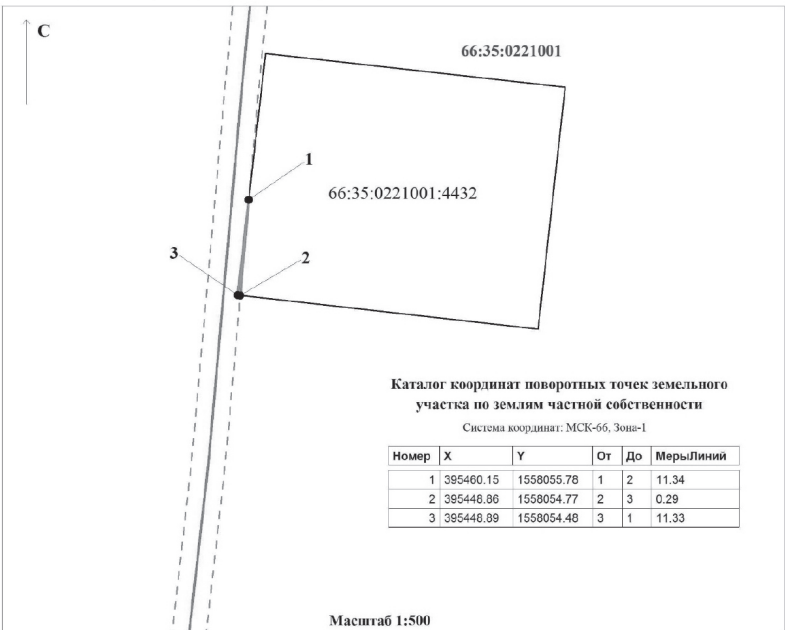 С
66:35:0221001
1
66:35:0221001:4432
3
2
Каталог координат поворотных точек земельного
участка по землям частной собственности
Система координат: МСК-66, Зона-1
Номер X Y От До МерыЛиний
1 395460.15 1558055.78 1 2 11.34
2 395448.86 1558054.77 2 3 0.29
3 395448.89 1558054.48 3 1 11.33
Масштаб 1:500